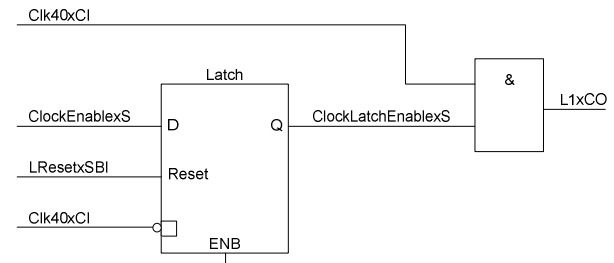 Clk40xCI
Latch
&
L1xCO
ClockEnablexS
D
Q
ClockLatchEnablexS
LResetxSBI
Reset
Clk40xCI
ENB